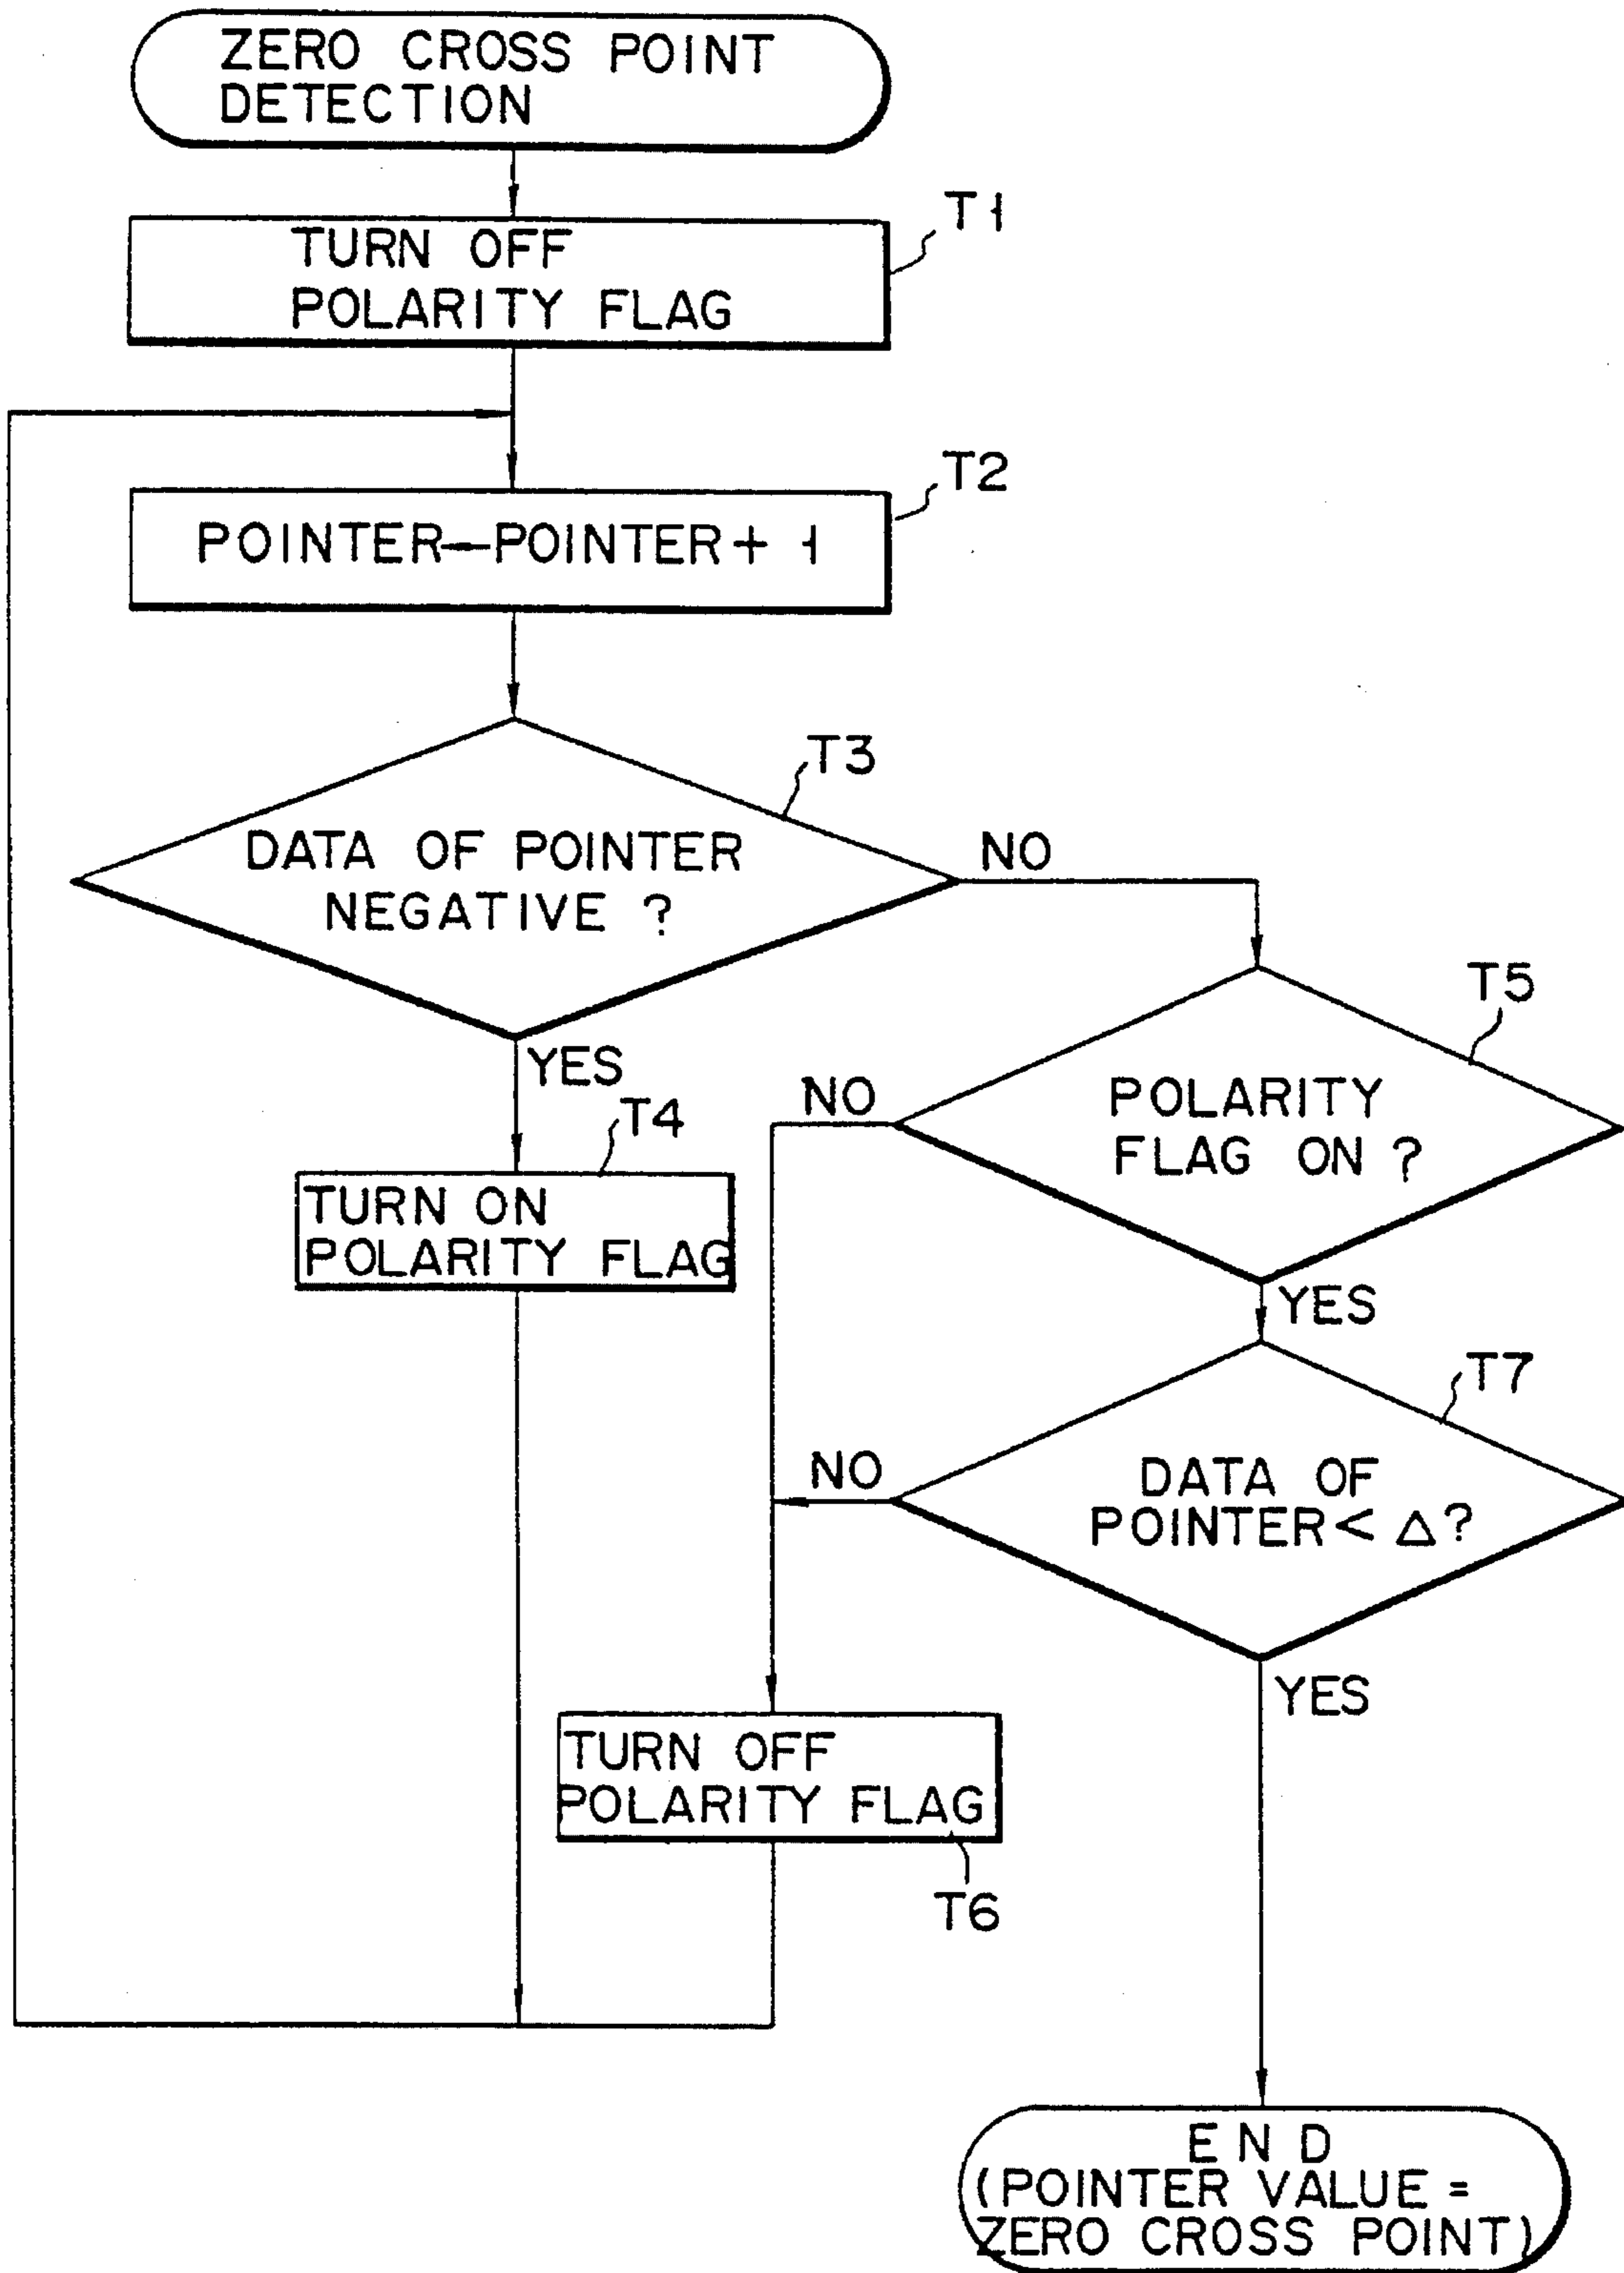 ZERO CROSS POINT
DETECTION
T1
TURN OFF
POLARITY FLAG
T2
POINTER←POINTER + 1
T3
DATA OF POINTER
NEGATIVE ?
NO
YES
T5
POLARITY
FLAG ON ?
NO
YES
T4
TURN ON
POLARITY FLAG
T7
DATA OF
POINTER < Δ ?
NO
YES
TURN OFF
POLARITY FLAG
T6
END
(POINTER VALUE =
ZERO CROSS POINT)